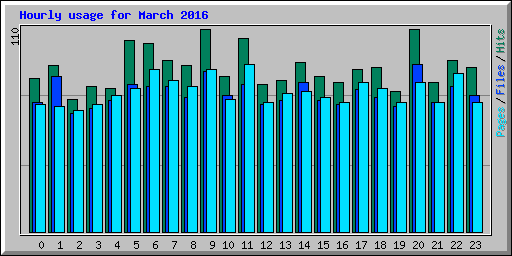 Hourly usage for March 2016
110
Pages / Files / Hits
0 1 2 3 4 5 6 7 8 9 10 11 12 13 14 15 16 17 18 19 20 21 22 23